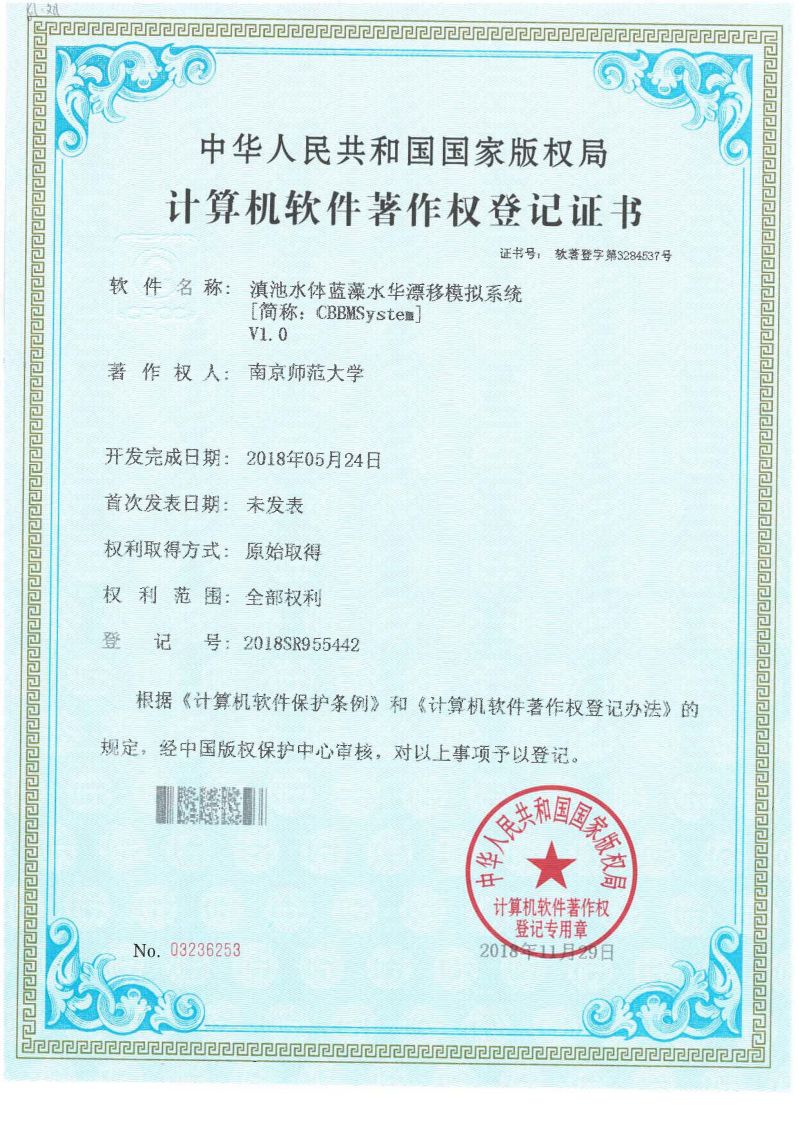 中华人民共和国国家版权局
计算机软件著作权登记证书
证书号： 软著登字第3284537号
软件名称： 滇池水体蓝藻水华漂移模拟系统
[简称：CBBMSystem]
V1.0
著作权人： 南京师范大学
开发完成日期： 2018年05月24日
首次发表日期： 未发表
权利取得方式： 原始取得
权利范围： 全部权利
登记号： 2018SR955442
根据《计算机软件保护条例》和《计算机软件著作权登记办法》的
规定，经中国版权保护中心审核，对以上事项予以登记。
中华人民共和国国家版权局
计算机软件著作权
登记专用章
No. 03236253
2018年11月29日